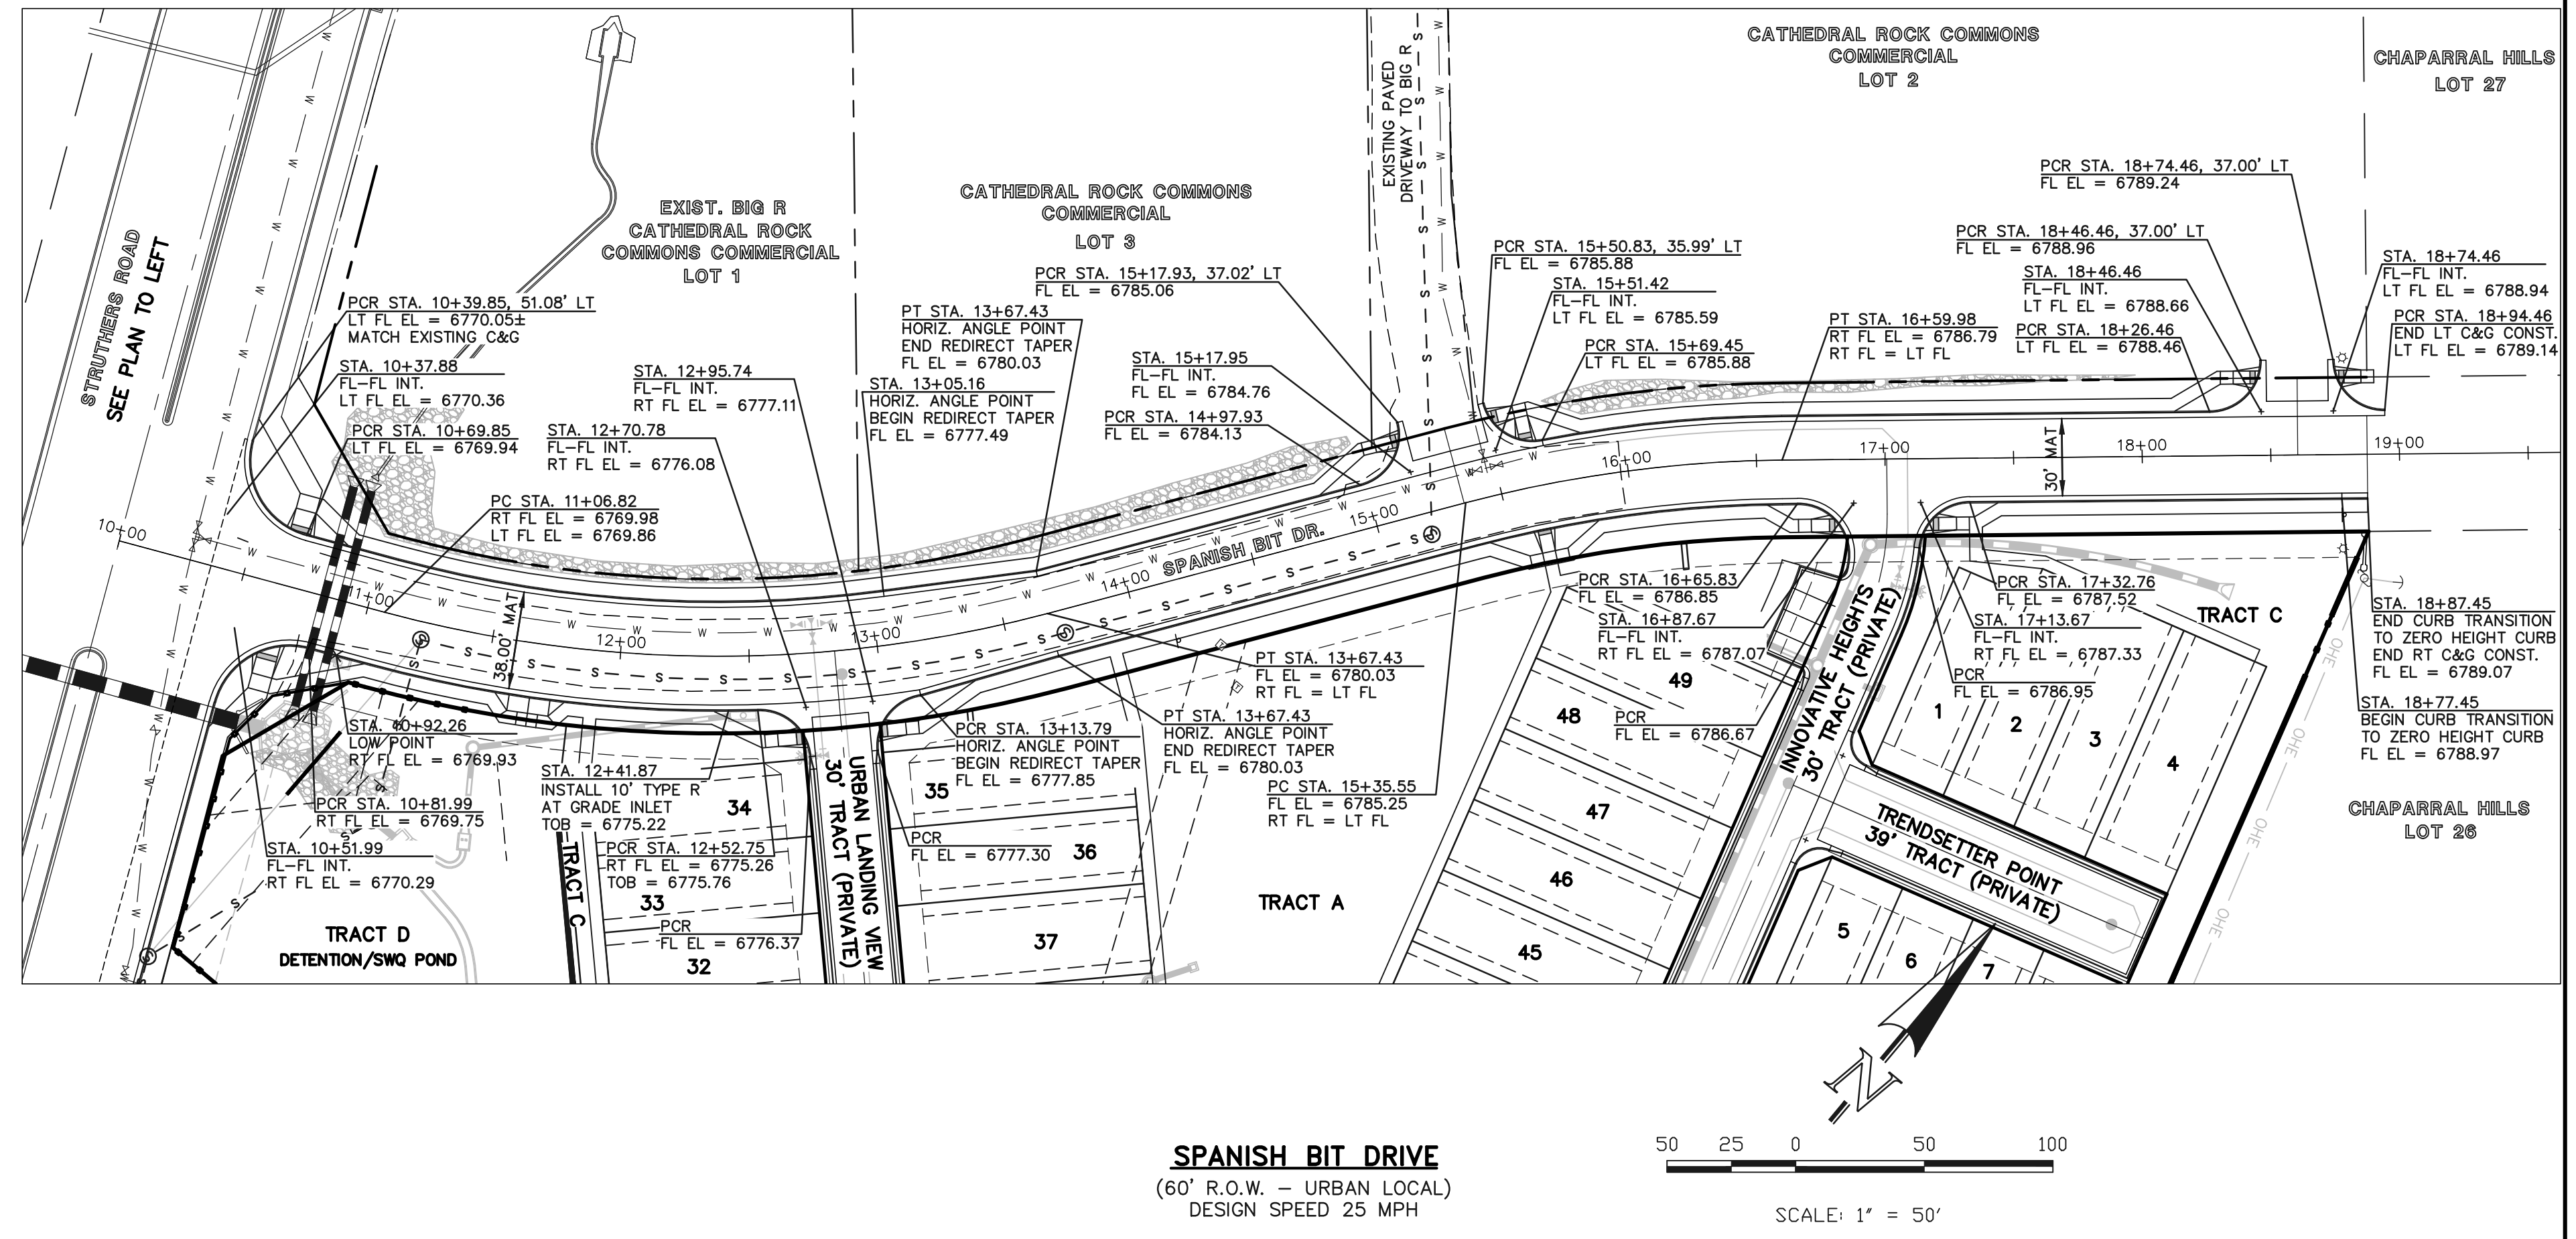 CATHEDRAL ROCK COMMONS
COMMERCIAL
LOT 2
CHAPARRAL HILLS
LOT 27
EXISTING PAVED
DRIVEWAY TO BIG R
STRUTHERS ROAD
SEE PLAN TO LEFT
EXIST. BIG R
CATHEDRAL ROCK
COMMONS COMMERCIAL
LOT 1
CATHEDRAL ROCK COMMONS
COMMERCIAL
LOT 3
PCR STA. 10+39.85, 51.08' LT
LT FL EL = 6770.05±
MATCH EXISTING C&G
STA. 10+37.88
FL-FL INT.
LT FL EL = 6770.36
PCR STA. 10+69.85
LT FL EL = 6769.94
PC STA. 11+06.82
RT FL EL = 6769.98
LT FL EL = 6769.86
STA. 12+70.78
FL-FL INT.
RT FL EL = 6776.08
STA. 12+95.74
FL-FL INT.
RT FL EL = 6777.11
PT STA. 13+67.43
HORIZ. ANGLE POINT
END REDIRECT TAPER
FL EL = 6780.03
STA. 13+05.16
HORIZ. ANGLE POINT
BEGIN REDIRECT TAPER
FL EL = 6777.49
PCR STA. 15+17.93, 37.02' LT
FL EL = 6785.06
STA. 15+17.95
FL-FL INT.
FL EL = 6784.76
PCR STA. 14+97.93
FL EL = 6784.13
PCR STA. 15+50.83, 35.99' LT
FL EL = 6785.88
STA. 15+51.42
FL-FL INT.
LT FL EL = 6785.59
PCR STA. 15+69.45
LT FL EL = 6785.88
PT STA. 16+59.98
RT FL EL = 6786.79
RT FL = LT FL
PCR STA. 18+74.46, 37.00' LT
FL EL = 6789.24
PCR STA. 18+46.46, 37.00' LT
FL EL = 6788.96
STA. 18+46.46
FL-FL INT.
LT FL EL = 6788.66
PCR STA. 18+26.46
LT FL EL = 6788.46
STA. 18+74.46
FL-FL INT.
LT FL EL = 6788.94
PCR STA. 18+94.46
END LT C&G CONST.
LT FL EL = 6789.14
10+00
11+00
12+00
13+00
14+00
15+00
16+00
17+00
18+00
19+00
SPANISH BIT DR.
38.00' MAT
30' MAT
STA. 10+92.26
LOW POINT
RT FL EL = 6769.93
PCR STA. 10+81.99
RT FL EL = 6769.75
STA. 10+51.99
FL-FL INT.
RT FL EL = 6770.29
TRACT D
DETENTION/SWQ POND
STA. 12+41.87
INSTALL 10' TYPE R
AT GRADE INLET
TOB = 6775.22
PCR STA. 12+52.75
RT FL EL = 6775.26
TOB = 6775.76
PCR
FL EL = 6776.37
TRACT C
34
33
32
URBAN LANDING VIEW
30' TRACT (PRIVATE)
PCR STA. 13+13.79
HORIZ. ANGLE POINT
BEGIN REDIRECT TAPER
FL EL = 6777.85
PCR
FL EL = 6777.30
35
36
37
PT STA. 13+67.43
FL EL = 6780.03
RT FL = LT FL
PT STA. 13+67.43
HORIZ. ANGLE POINT
END REDIRECT TAPER
FL EL = 6780.03
PC STA. 15+35.55
FL EL = 6785.25
RT FL = LT FL
TRACT A
PCR STA. 16+65.83
FL EL = 6786.85
STA. 16+87.67
FL-FL INT.
RT FL EL = 6787.07
PCR
FL EL = 6786.67
49
48
47
46
45
INNOVATIVE HEIGHTS
30' TRACT (PRIVATE)
PCR STA. 17+32.76
FL EL = 6787.52
STA. 17+13.67
FL-FL INT.
RT FL EL = 6787.33
PCR
FL EL = 6786.95
TRACT C
1
2
3
4
TRENDSETTER POINT
39' TRACT (PRIVATE)
5
6
7
OHE
OHE
OHE
OHE
STA. 18+87.45
END CURB TRANSITION
TO ZERO HEIGHT CURB
END RT C&G CONST.
FL EL = 6789.07
STA. 18+77.45
BEGIN CURB TRANSITION
TO ZERO HEIGHT CURB
FL EL = 6788.97
CHAPARRAL HILLS
LOT 26
N
SPANISH BIT DRIVE
(60' R.O.W. - URBAN LOCAL)
DESIGN SPEED 25 MPH
50 25 0 50 100
SCALE: 1" = 50'